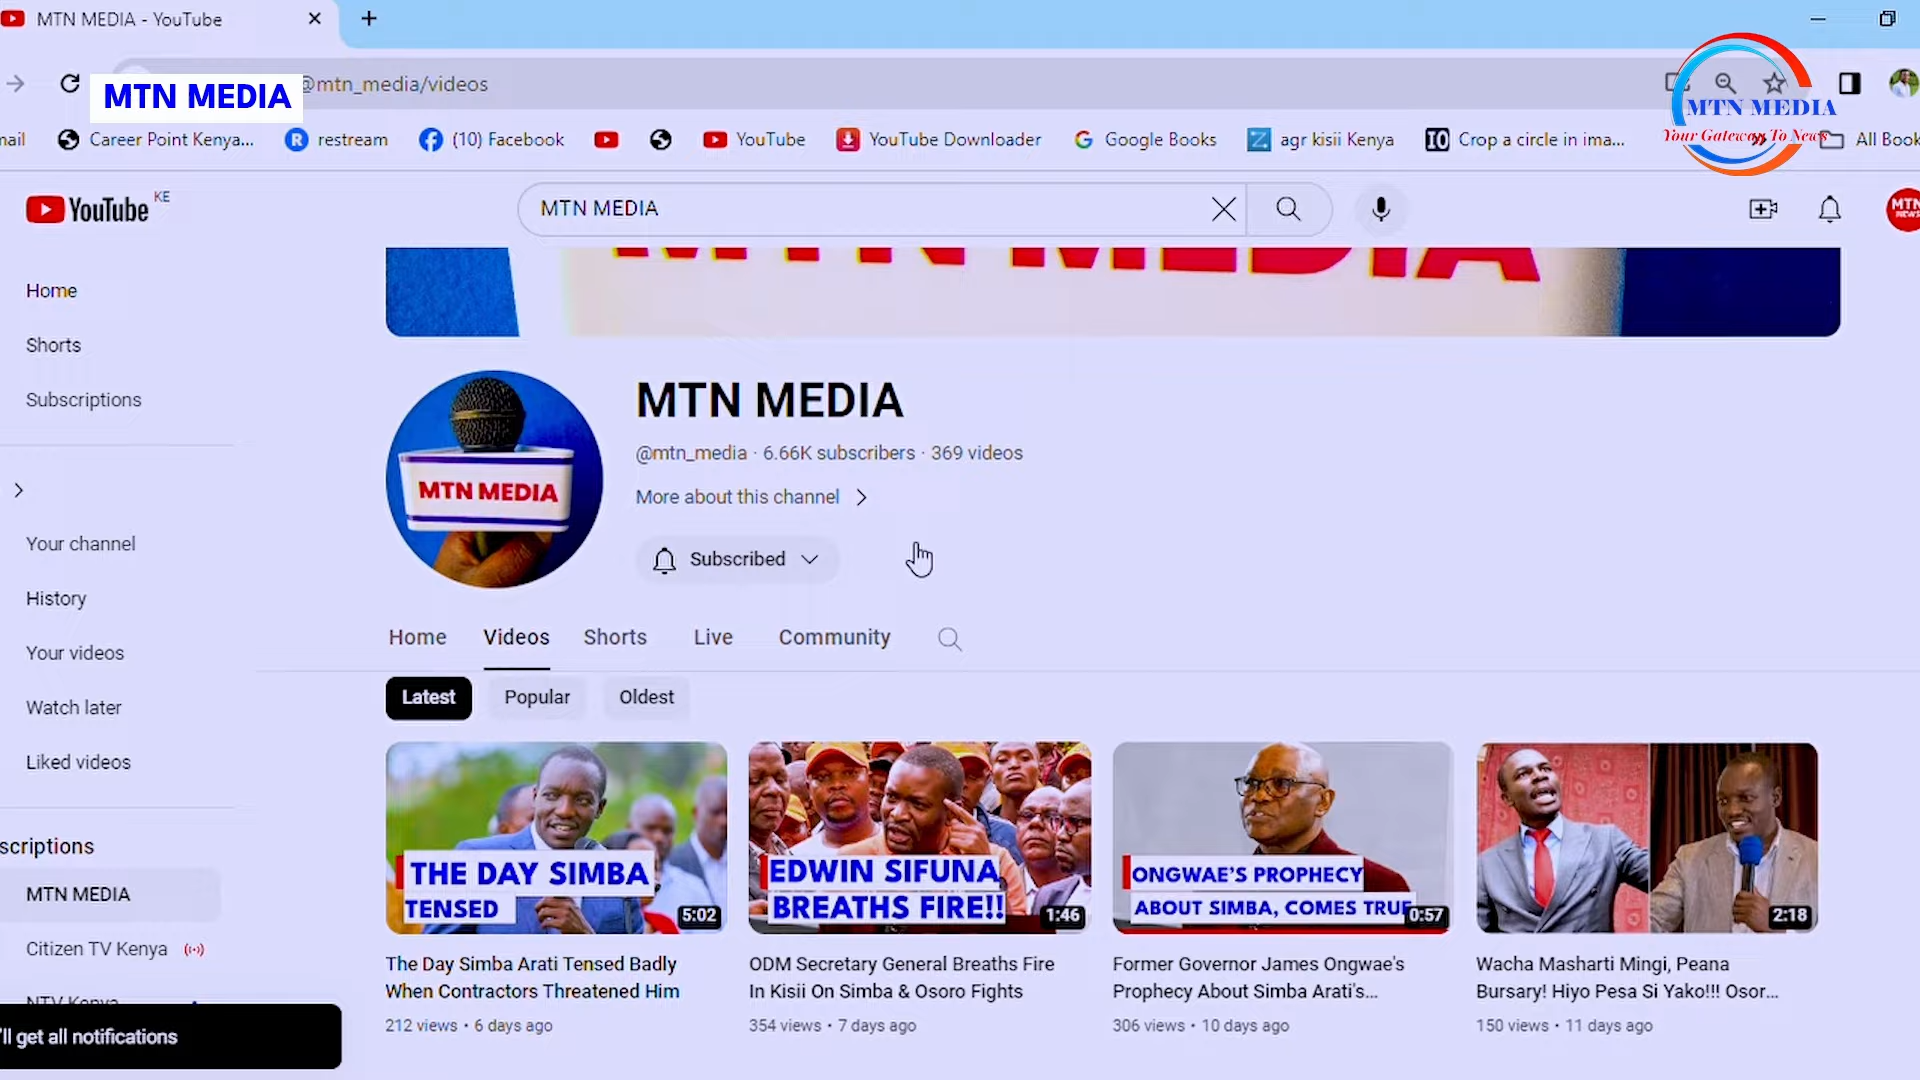 MTN MEDIA - YouTube
MTN MEDIA
@mtn_media/videos
MTN MEDIA
Your Gateway To News
mail
Career Point Kenya...
restream
(10) Facebook
YouTube
YouTube Downloader
Google Books
agr kisii Kenya
Crop a circle in ima...
All Book
YouTube KE
MTN MEDIA
MTN
NEWS
MTN MEDIA
Home
Shorts
Subscriptions
Your channel
History
Your videos
Watch later
Liked videos
scriptions
MTN MEDIA
Citizen TV Kenya
NTV Kenya
'll get all notifications
MTN MEDIA
MTN MEDIA
@mtn_media · 6.66K subscribers · 369 videos
More about this channel
Subscribed
Home Videos Shorts Live Community
Latest Popular Oldest
THE DAY SIMBA
TENSED
5:02
The Day Simba Arati Tensed Badly
When Contractors Threatened Him
212 views • 6 days ago
EDWIN SIFUNA
BREATHS FIRE!!
1:46
ODM Secretary General Breaths Fire
In Kisii On Simba & Osoro Fights
354 views • 7 days ago
ONGWAE'S PROPHECY
ABOUT SIMBA, COMES TRUE
0:57
Former Governor James Ongwae's
Prophecy About Simba Arati's...
306 views • 10 days ago
2:18
Wacha Masharti Mingi, Peana
Bursary! Hiyo Pesa Si Yako!!! Osor...
150 views • 11 days ago